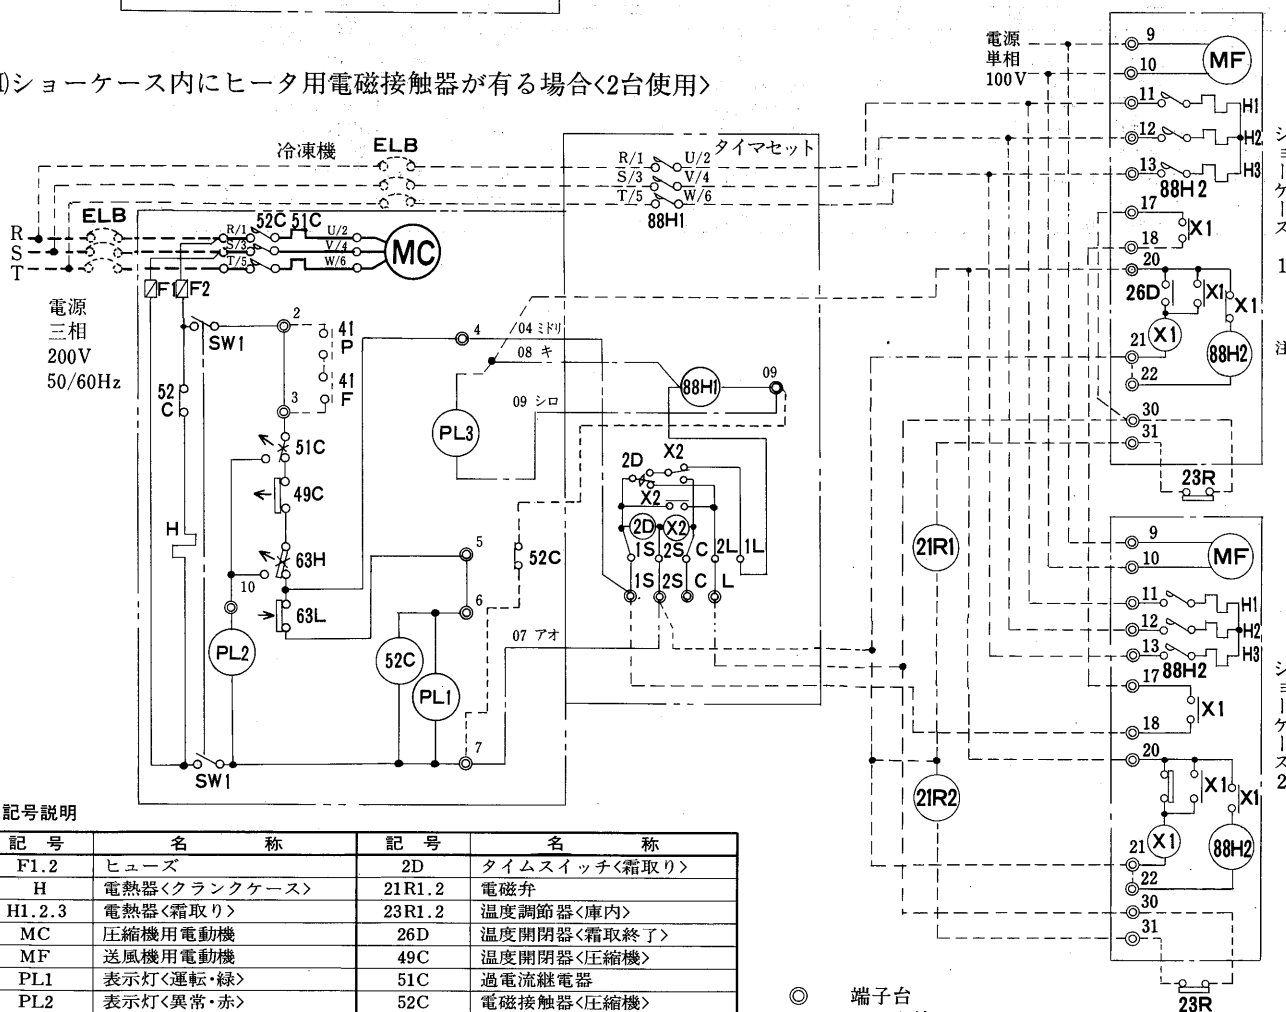 )ショーケース内にヒータ用電磁接触器が有る場合<2台使用>
冷凍機
ELB
タイマセット
R/1 U/2
S/3 V/4
T/5 W/6
88H1
ELB
R
S
T
R/1 52C 51C U/2
S/3 V/4
T/5 W/6
MC
F1 F2
電源
三相
200V
50/60Hz
SW1
2
41
P
41
F
3
52
C
51C
49C
H
63H
10
63L
PL2
SW1
4
PL3
5
6
52C
PL1
7
04 ミドリ
08 キ
09 シロ
52C
07 アオ
88H1
09
2D X2
X2
2D X2
1S 2S C 2L 1L
1S 2S C L
21R1
21R2
電源
単相
100V
9
10
MF
11 H1
12 H2
13 H3
88H2
17
X1
18
20
26D X1 X1
X1
21
88H2
22
30
31
23R
ショーケース
1
注
9
10
MF
11 H1
12 H2
13 H3
88H2
17
X1
18
20
X1 X1
X1
21
88H2
22
30
31
23R
ショーケース
2
記号説明
記号 名称 記号 名称
F1.2 ヒューズ 2D タイムスイッチ<霜取り>
H 電熱器<クランクケース> 21R1.2 電磁弁
H1.2.3 電熱器<霜取り> 23R1.2 温度調節器<庫内>
MC 圧縮機用電動機 26D 温度開閉器<霜取終了>
MF 送風機用電動機 49C 温度開閉器<圧縮機>
PL1 表示灯<運転・緑> 51C 過電流継電器
PL2 表示灯<異常・赤> 52C 電磁接触器<圧縮機>
◎ 端子台